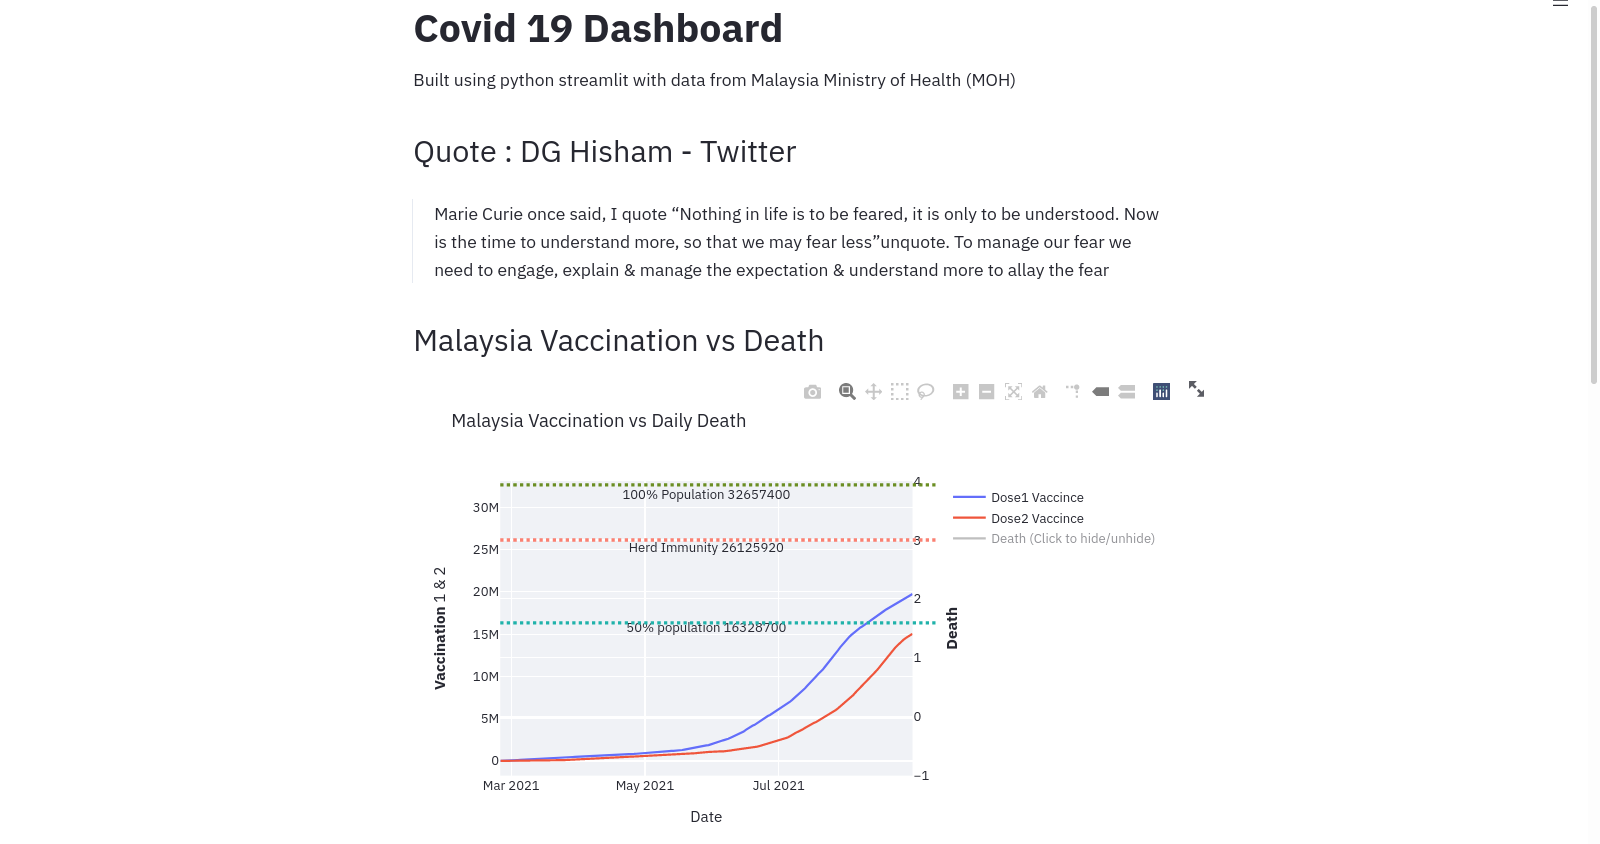 Covid 19 Dashboard
Built using python streamlit with data from Malaysia Ministry of Health (MOH)
Quote : DG Hisham - Twitter
Marie Curie once said, I quote “Nothing in life is to be feared, it is only to be understood. Now
is the time to understand more, so that we may fear less”unquote. To manage our fear we
need to engage, explain & manage the expectation & understand more to allay the fear
Malaysia Vaccination vs Death
Malaysia Vaccination vs Daily Death
100% Population 32657400
Herd Immunity 26125920
50% population 16328700
30M
25M
20M
15M
10M
5M
0
Vaccination 1 & 2
4
3
2
1
0
−1
Death
Dose1 Vaccince
Dose2 Vaccince
Death (Click to hide/unhide)
Mar 2021
May 2021
Jul 2021
Date